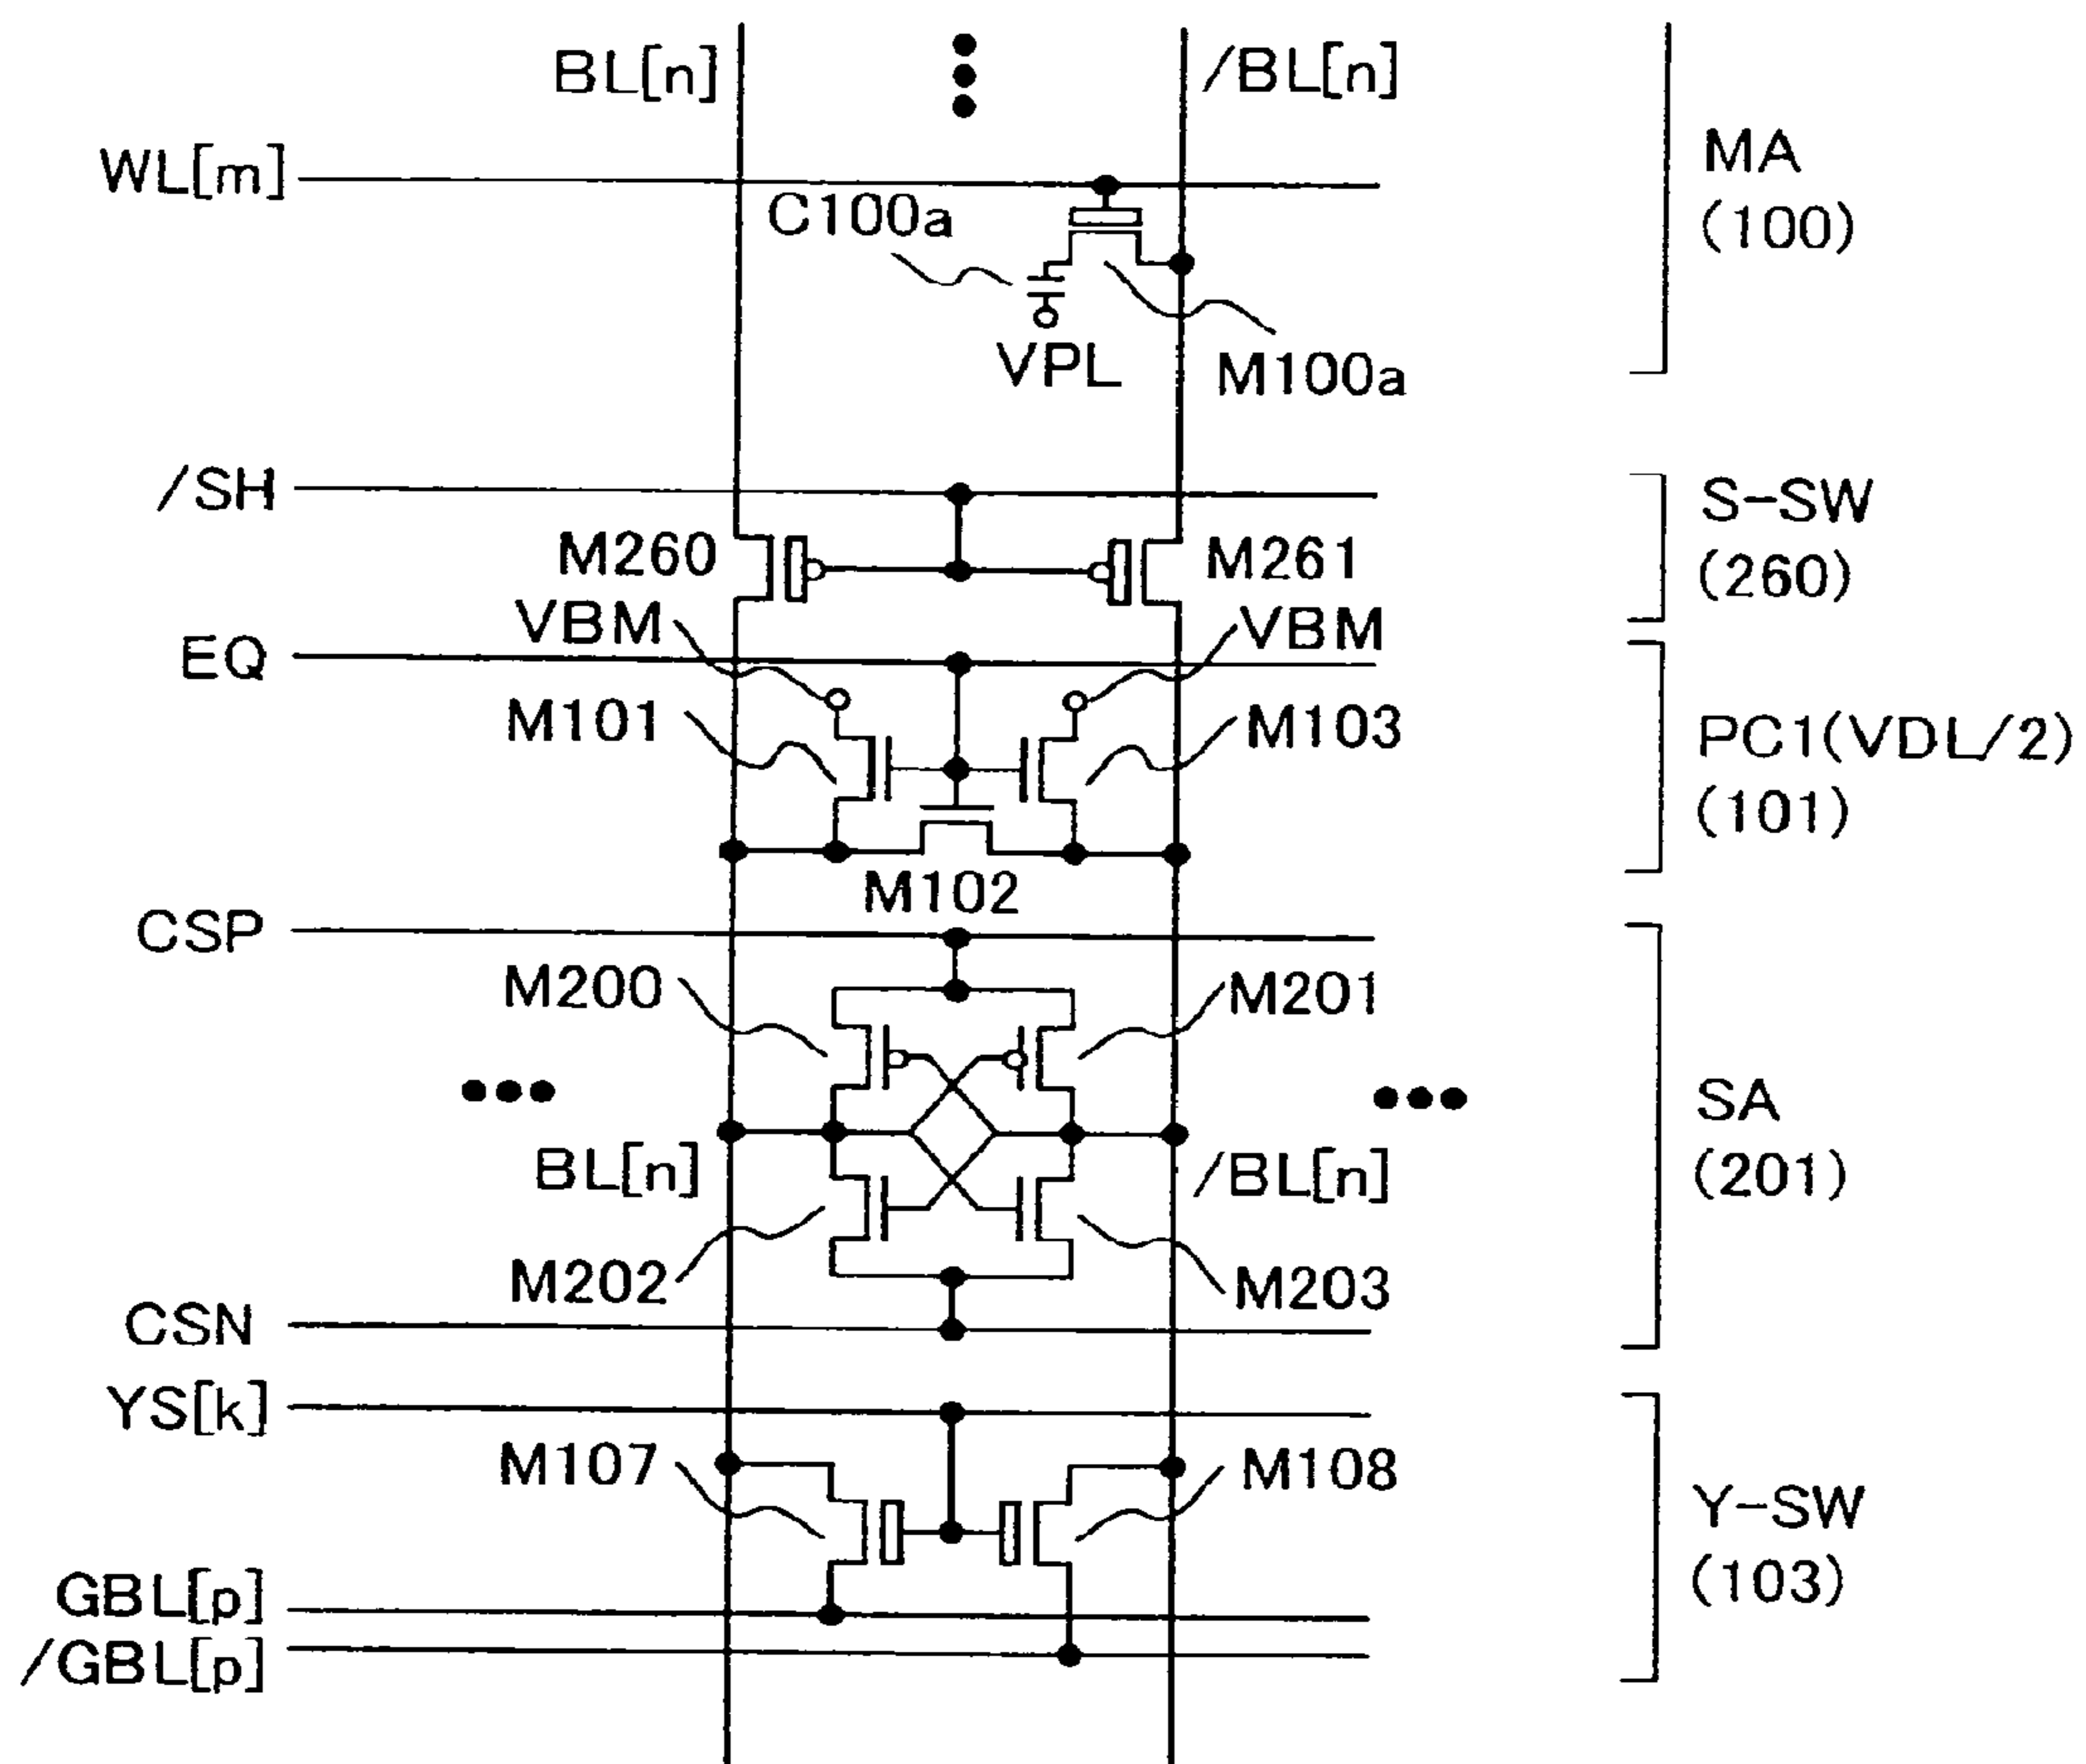 BL[n]
/BL[n]
WL[m]
C100a
MA
(100)
VPL
M100a
/SH
S-SW
(260)
M260
M261
VBM
VBM
EQ
M101
M103
PC1(VDL/2)
(101)
M102
CSP
M200
M201
SA
(201)
BL[n]
/BL[n]
M202
M203
CSN
YS[k]
M107
M108
Y-SW
(103)
GBL[p]
/GBL[p]